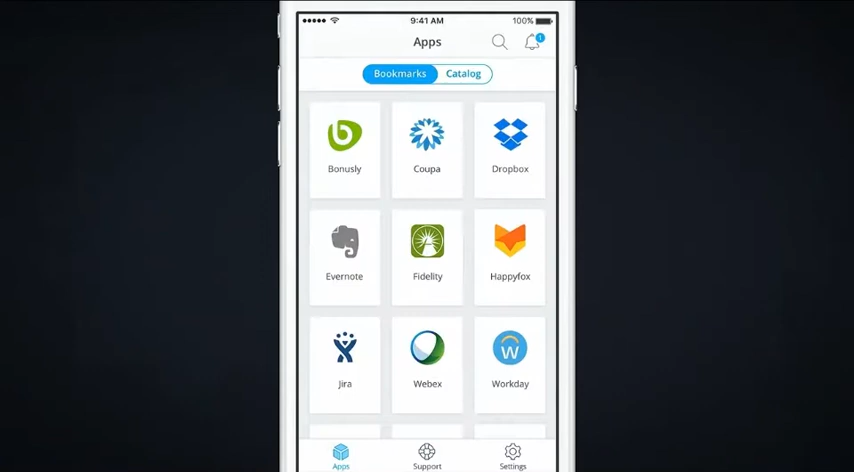 9:41 AM
100%
Apps
1
Bookmarks
Catalog
Bonusly
Coupa
Dropbox
Evernote
Fidelity
Happyfox
Jira
Webex
Workday
Apps
Support
Settings